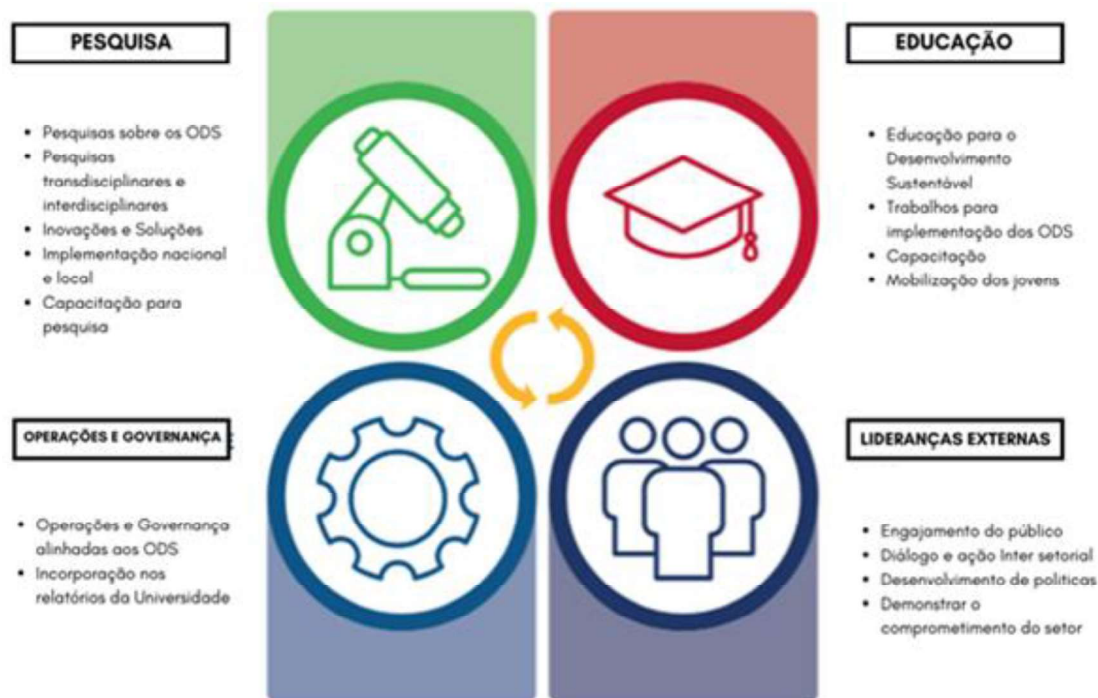 PESQUISA
• Pesquisas sobre os ODS
• Pesquisas
transdisciplinares e
interdisciplinares
• Inovações e Soluções
• Implementação nacional
e local
• Capacitação para
pesquisa
EDUCAÇÃO
• Educação para o
Desenvolvimento
Sustentável
• Trabalhos para
implementação dos ODS
• Capacitação
• Mobilização dos jovens
OPERAÇÕES E GOVERNANÇA
• Operações e Governança
alinhadas aos ODS
• Incorporação nos
relatórios da Universidade
LIDERANÇAS EXTERNAS
• Engajamento do público
• Diálogo e ação Inter setorial
• Desenvolvimento de politicas
• Demonstrar o
comprometimento do setor